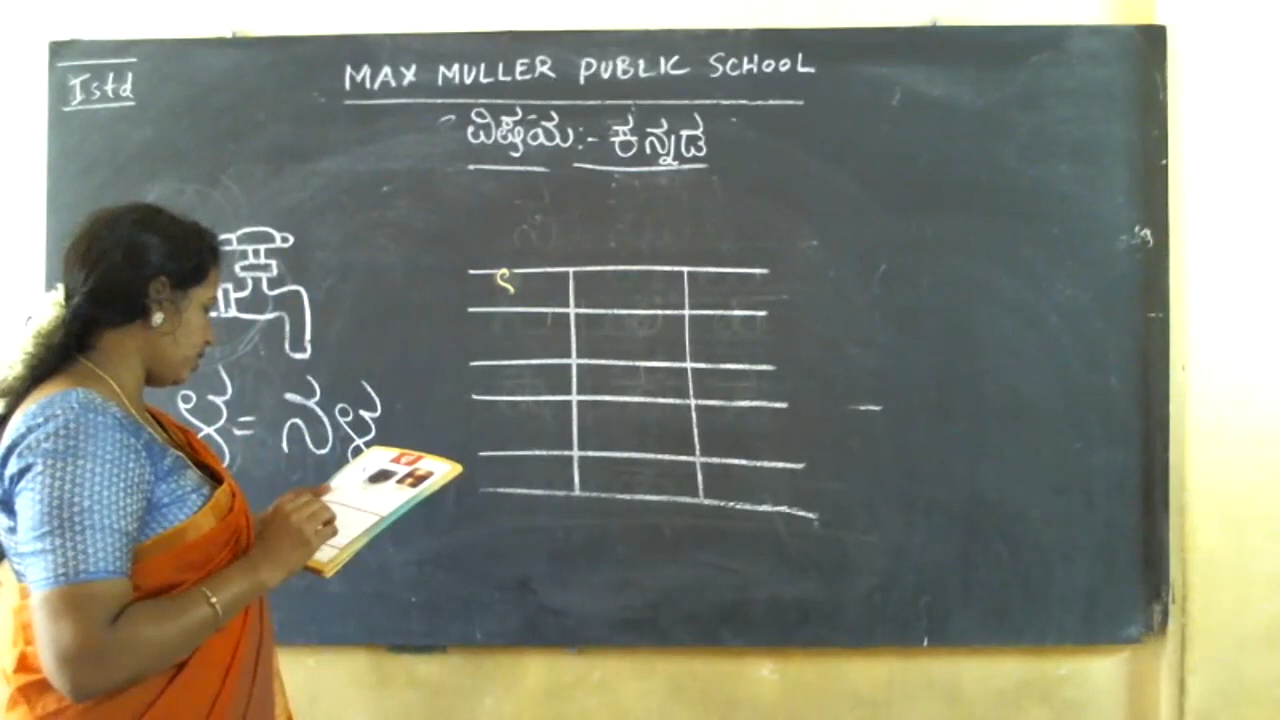 Istd
MAX MULLER PUBLIC SCHOOL
ವಿಷಯ:- ಕನ್ನಡ
ಳ = ನಳ